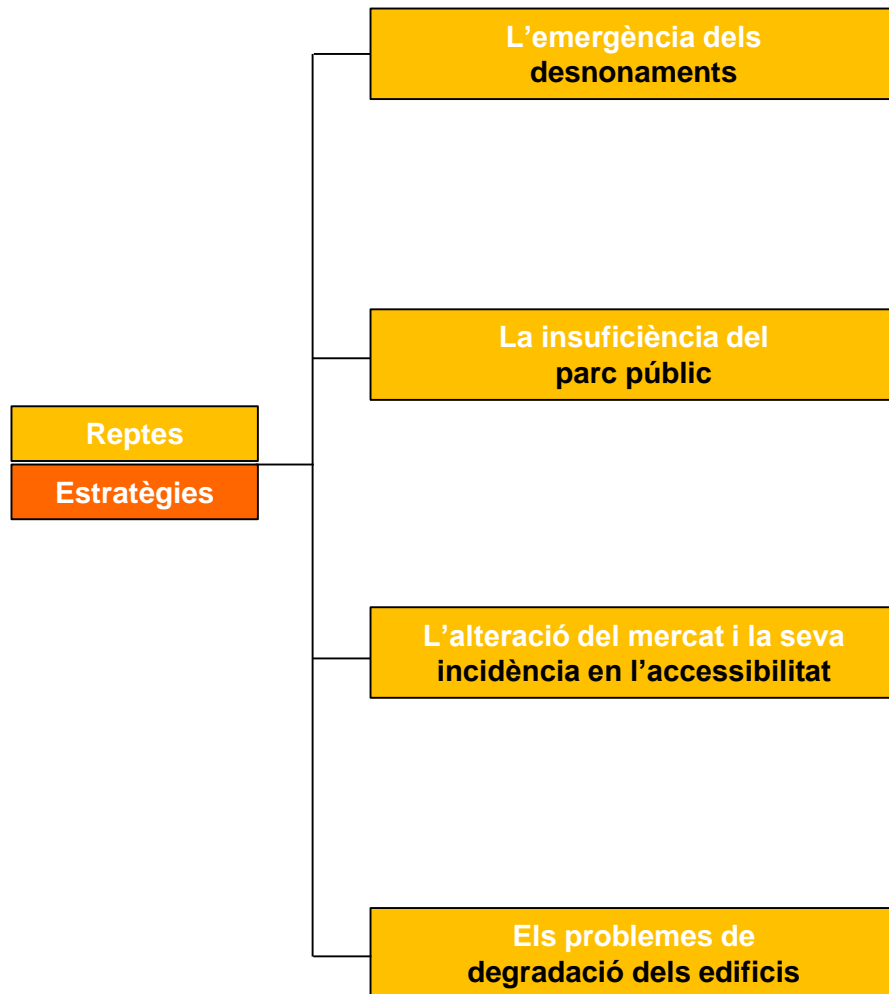 L’emergència dels
desnonaments
La insuficiència del
parc públic
Reptes
Estratègies
L’alteració del mercat i la seva
incidència en l’accessibilitat
Els problemes de
degradació dels edificis